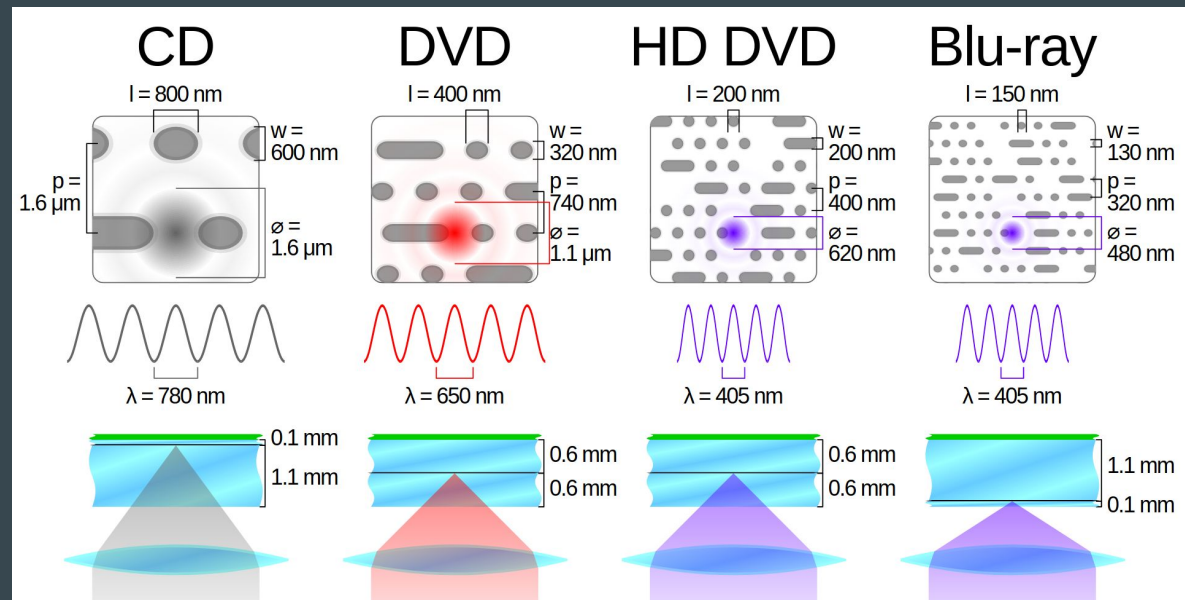 CD
l = 800 nm
w =
600 nm
p =
1.6 µm
⌀ =
1.6 µm
λ = 780 nm
0.1 mm
1.1 mm
DVD
l = 400 nm
w =
320 nm
p =
740 nm
⌀ =
1.1 µm
λ = 650 nm
0.6 mm
0.6 mm
HD DVD
l = 200 nm
w =
200 nm
p =
400 nm
⌀ =
620 nm
λ = 405 nm
0.6 mm
0.6 mm
Blu-ray
l = 150 nm
w =
130 nm
p =
320 nm
⌀ =
480 nm
λ = 405 nm
1.1 mm
0.1 mm